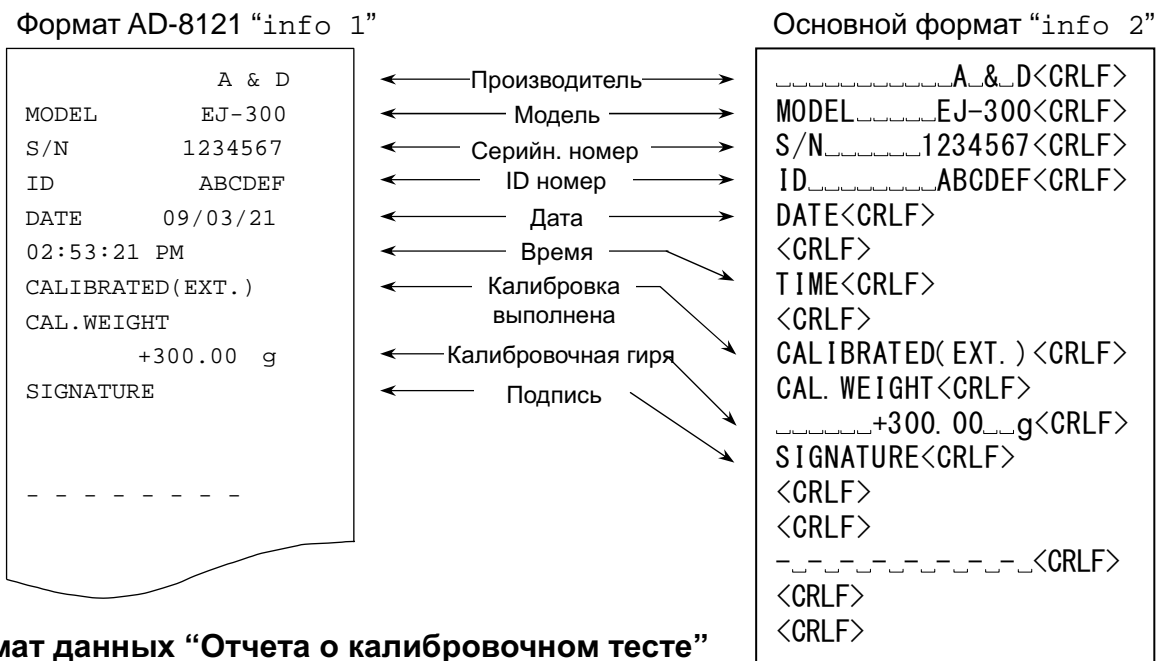 Формат AD-8121 “info 1”
A & D
MODEL EJ-300
S/N 1234567
ID ABCDEF
DATE 09/03/21
02:53:21 PM
CALIBRATED(EXT.)
CAL.WEIGHT
+300.00 g
SIGNATURE
- - - - - - - -
Производитель
Модель
Серийн. номер
ID номер
Дата
Время
Калибровка
выполнена
Калибровочная гиря
Подпись
Основной формат “info 2”
␣␣␣␣␣␣␣␣␣␣␣A␣&␣D<CRLF>
MODEL␣␣␣␣␣EJ-300<CRLF>
S/N␣␣␣␣␣␣1234567<CRLF>
ID␣␣␣␣␣␣␣␣ABCDEF<CRLF>
DATE<CRLF>
<CRLF>
TIME<CRLF>
<CRLF>
CALIBRATED(EXT.)<CRLF>
CAL.WEIGHT<CRLF>
␣␣␣␣␣␣+300.00␣␣g<CRLF>
SIGNATURE<CRLF>
<CRLF>
<CRLF>
-␣-␣-␣-␣-␣-␣-␣-␣<CRLF>
<CRLF>
<CRLF>
мат данных “Отчета о калибровочном тесте”